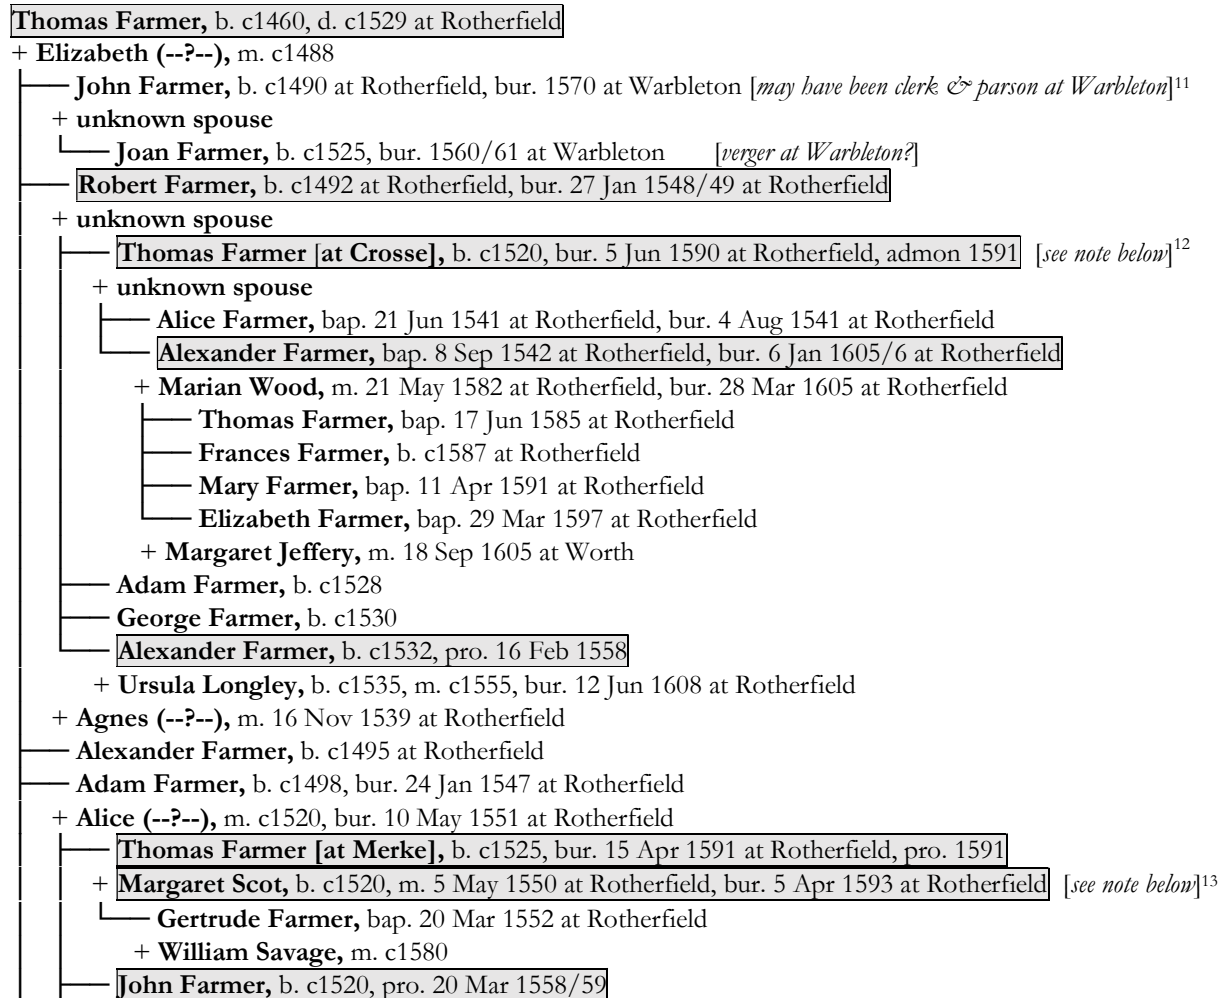 Thomas Farmer, b. c1460, d. c1529 at Rotherfield
+ Elizabeth (--?--), m. c1488
John Farmer, b. c1490 at Rotherfield, bur. 1570 at Warbleton [may have been clerk & parson at Warbleton]11
+ unknown spouse
Joan Farmer, b. c1525, bur. 1560/61 at Warbleton [verger at Warbleton?]
Robert Farmer, b. c1492 at Rotherfield, bur. 27 Jan 1548/49 at Rotherfield
+ unknown spouse
Thomas Farmer [at Crosse], b. c1520, bur. 5 Jun 1590 at Rotherfield, admon 1591 [see note below]12
+ unknown spouse
Alice Farmer, bap. 21 Jun 1541 at Rotherfield, bur. 4 Aug 1541 at Rotherfield
Alexander Farmer, bap. 8 Sep 1542 at Rotherfield, bur. 6 Jan 1605/6 at Rotherfield
+ Marian Wood, m. 21 May 1582 at Rotherfield, bur. 28 Mar 1605 at Rotherfield
Thomas Farmer, bap. 17 Jun 1585 at Rotherfield
Frances Farmer, b. c1587 at Rotherfield
Mary Farmer, bap. 11 Apr 1591 at Rotherfield
Elizabeth Farmer, bap. 29 Mar 1597 at Rotherfield
+ Margaret Jeffery, m. 18 Sep 1605 at Worth
Adam Farmer, b. c1528
George Farmer, b. c1530
Alexander Farmer, b. c1532, pro. 16 Feb 1558
+ Ursula Longley, b. c1535, m. c1555, bur. 12 Jun 1608 at Rotherfield
+ Agnes (--?--), m. 16 Nov 1539 at Rotherfield
Alexander Farmer, b. c1495 at Rotherfield
Adam Farmer, b. c1498, bur. 24 Jan 1547 at Rotherfield
+ Alice (--?--), m. c1520, bur. 10 May 1551 at Rotherfield
Thomas Farmer [at Merke], b. c1525, bur. 15 Apr 1591 at Rotherfield, pro. 1591
+ Margaret Scot, b. c1520, m. 5 May 1550 at Rotherfield, bur. 5 Apr 1593 at Rotherfield [see note below]13
Gertrude Farmer, bap. 20 Mar 1552 at Rotherfield
+ William Savage, m. c1580
John Farmer, b. c1520, pro. 20 Mar 1558/59